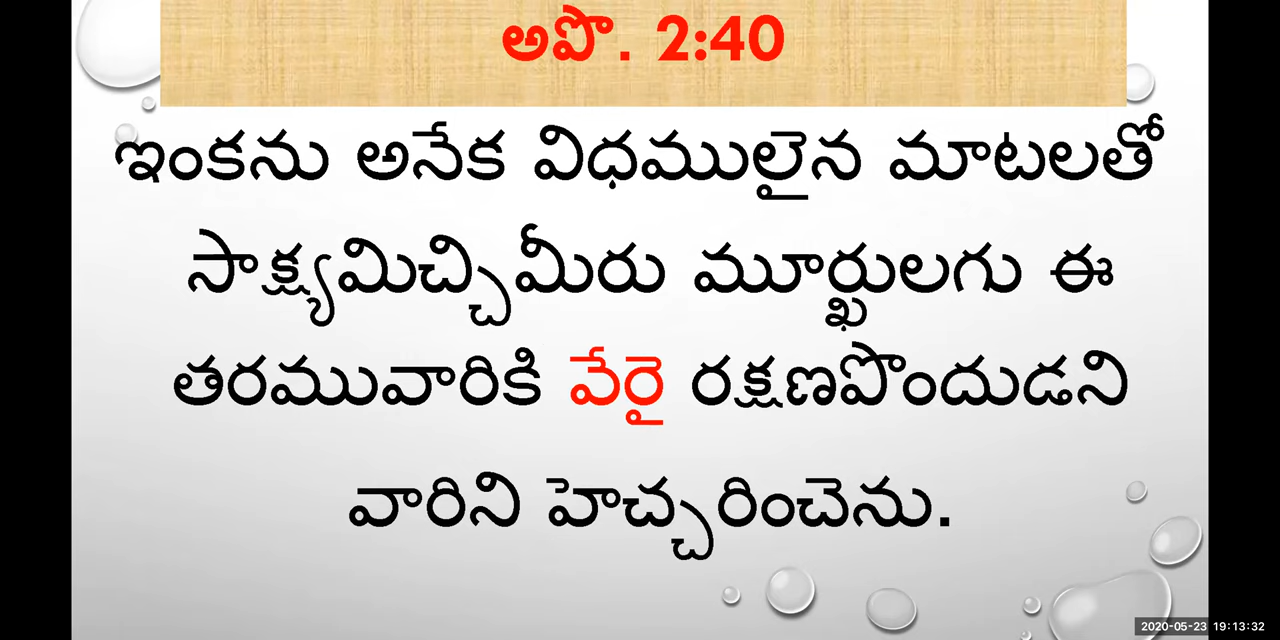 అపొ. 2:40
ఇంకను అనేక విధములైన మాటలతో
సాక్ష్యమిచ్చిమీరు మూర్ఖులగు ఈ
తరమువారికి వేరై రక్షణపొందుడని
వారిని హెచ్చరించెను.
2020-05-23 19:13:32